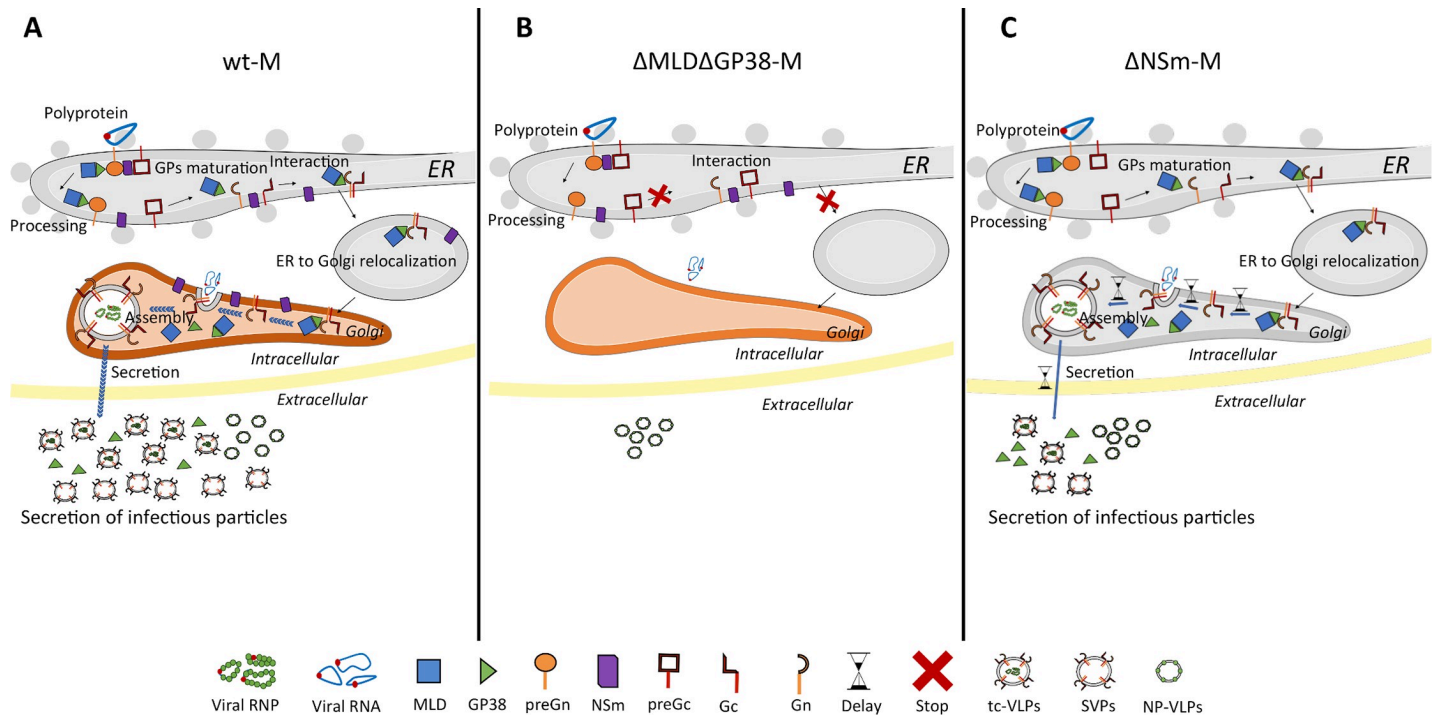 A
wt-M
Polyprotein
GPs maturation
Interaction
ER
Processing
ER to Golgi relocalization
Assembly
Golgi
Intracellular
Secretion
Extracellular
Secretion of infectious particles
B
ΔMLDΔGP38-M
Polyprotein
Interaction
ER
Processing
Golgi
Intracellular
Extracellular
C
ΔNSm-M
Polyprotein
GPs maturation
ER
Processing
ER to Golgi relocalization
Assembly
Golgi
Intracellular
Secretion
Extracellular
Secretion of infectious particles
Viral RNP
Viral RNA
MLD
GP38
preGn
NSm
preGc
Gc
Gn
Delay
Stop
tc-VLPs
SVPs
NP-VLPs